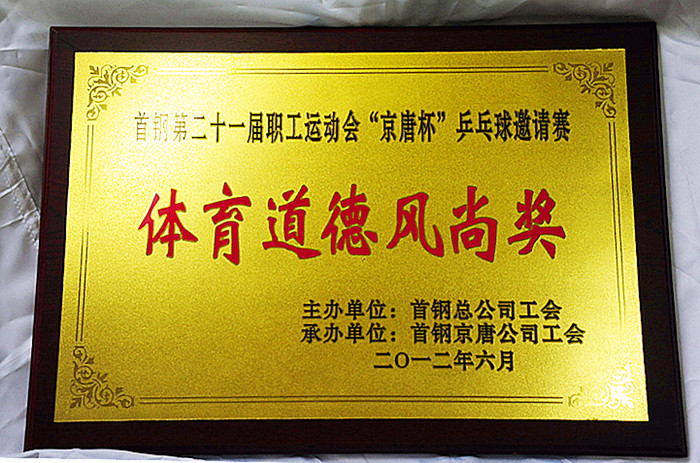 首钢第二十一届职工运动会“京唐杯”乒乓球邀请赛
体育道德风尚奖
主办单位：首钢总公司工会
承办单位：首钢京唐公司工会
二〇一二年六月